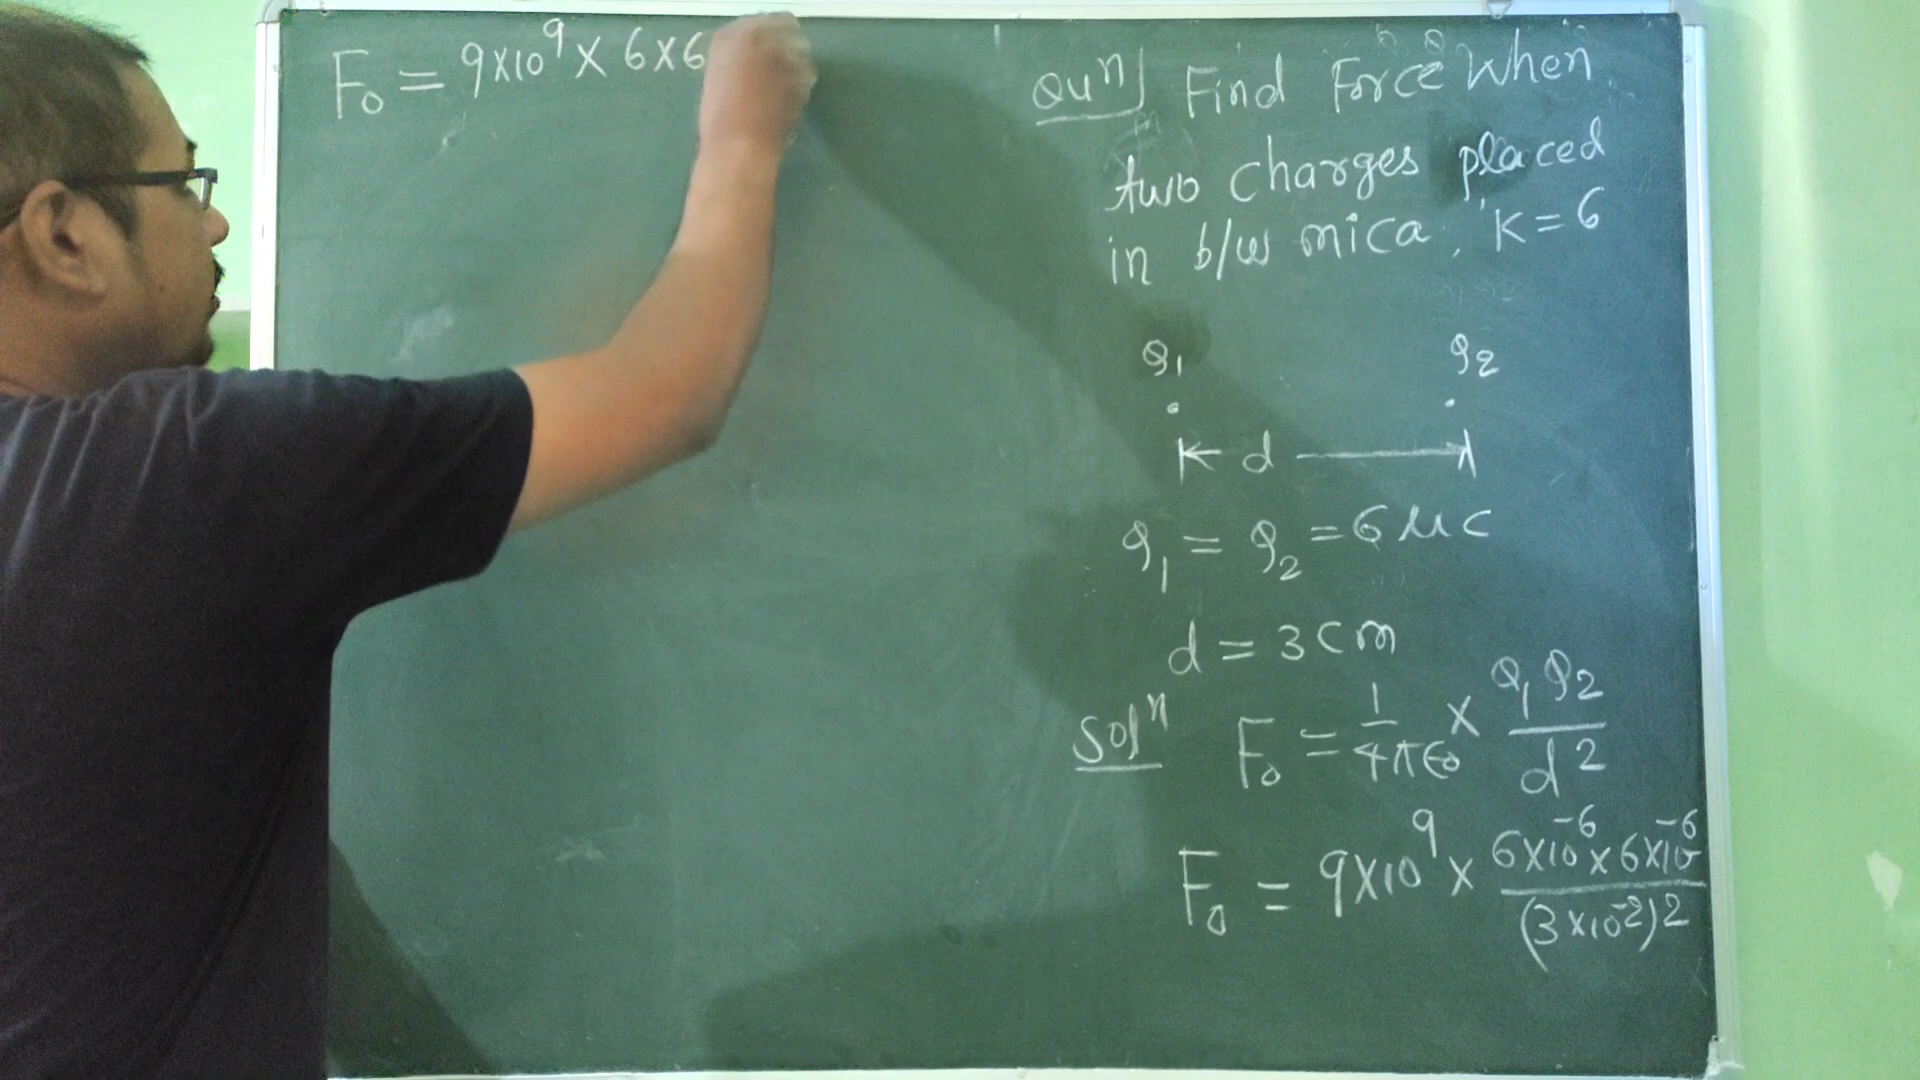 F₀ = 9×10⁹ × 6×6
Quⁿ Find Force When
two charges placed
in b/w mica, K = 6
Q₁ Q₂
d
Q₁ = Q₂ = 6 μC
d = 3cm
Solⁿ F₀ = 1/4πϵ₀ × Q₁Q₂/d²
F₀ = 9×10⁹ × 6×10⁻⁶ × 6×10⁻⁶/(3×10⁻²)²